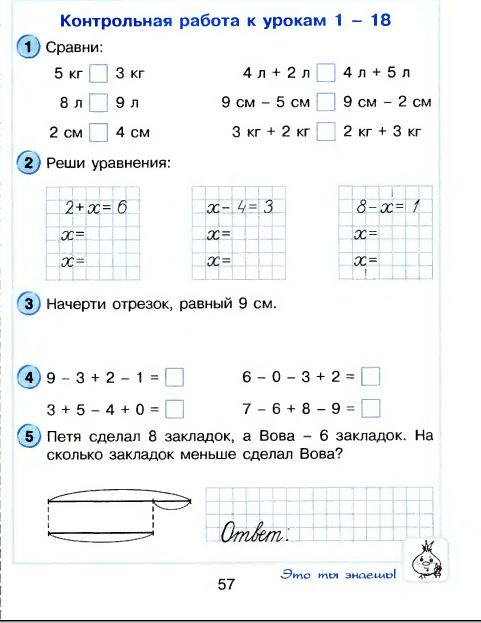 Контрольная работа к урокам 1 – 18
1 Сравни:
5 кг 3 кг 4 л + 2 л 4 л + 5 л
8 л 9 л 9 см – 5 см 9 см – 2 см
2 см 4 см 3 кг + 2 кг 2 кг + 3 кг
2 Реши уравнения:
2+x=6 x–4=3 8–x=1
x= x= x=
x= x= x=
3 Начерти отрезок, равный 9 см.
4 9 – 3 + 2 – 1 = 6 – 0 – 3 + 2 =
3 + 5 – 4 + 0 = 7 – 6 + 8 – 9 =
5 Петя сделал 8 закладок, а Вова – 6 закладок. На
сколько закладок меньше сделал Вова?
Ответ:
Это ты знаешь!
57